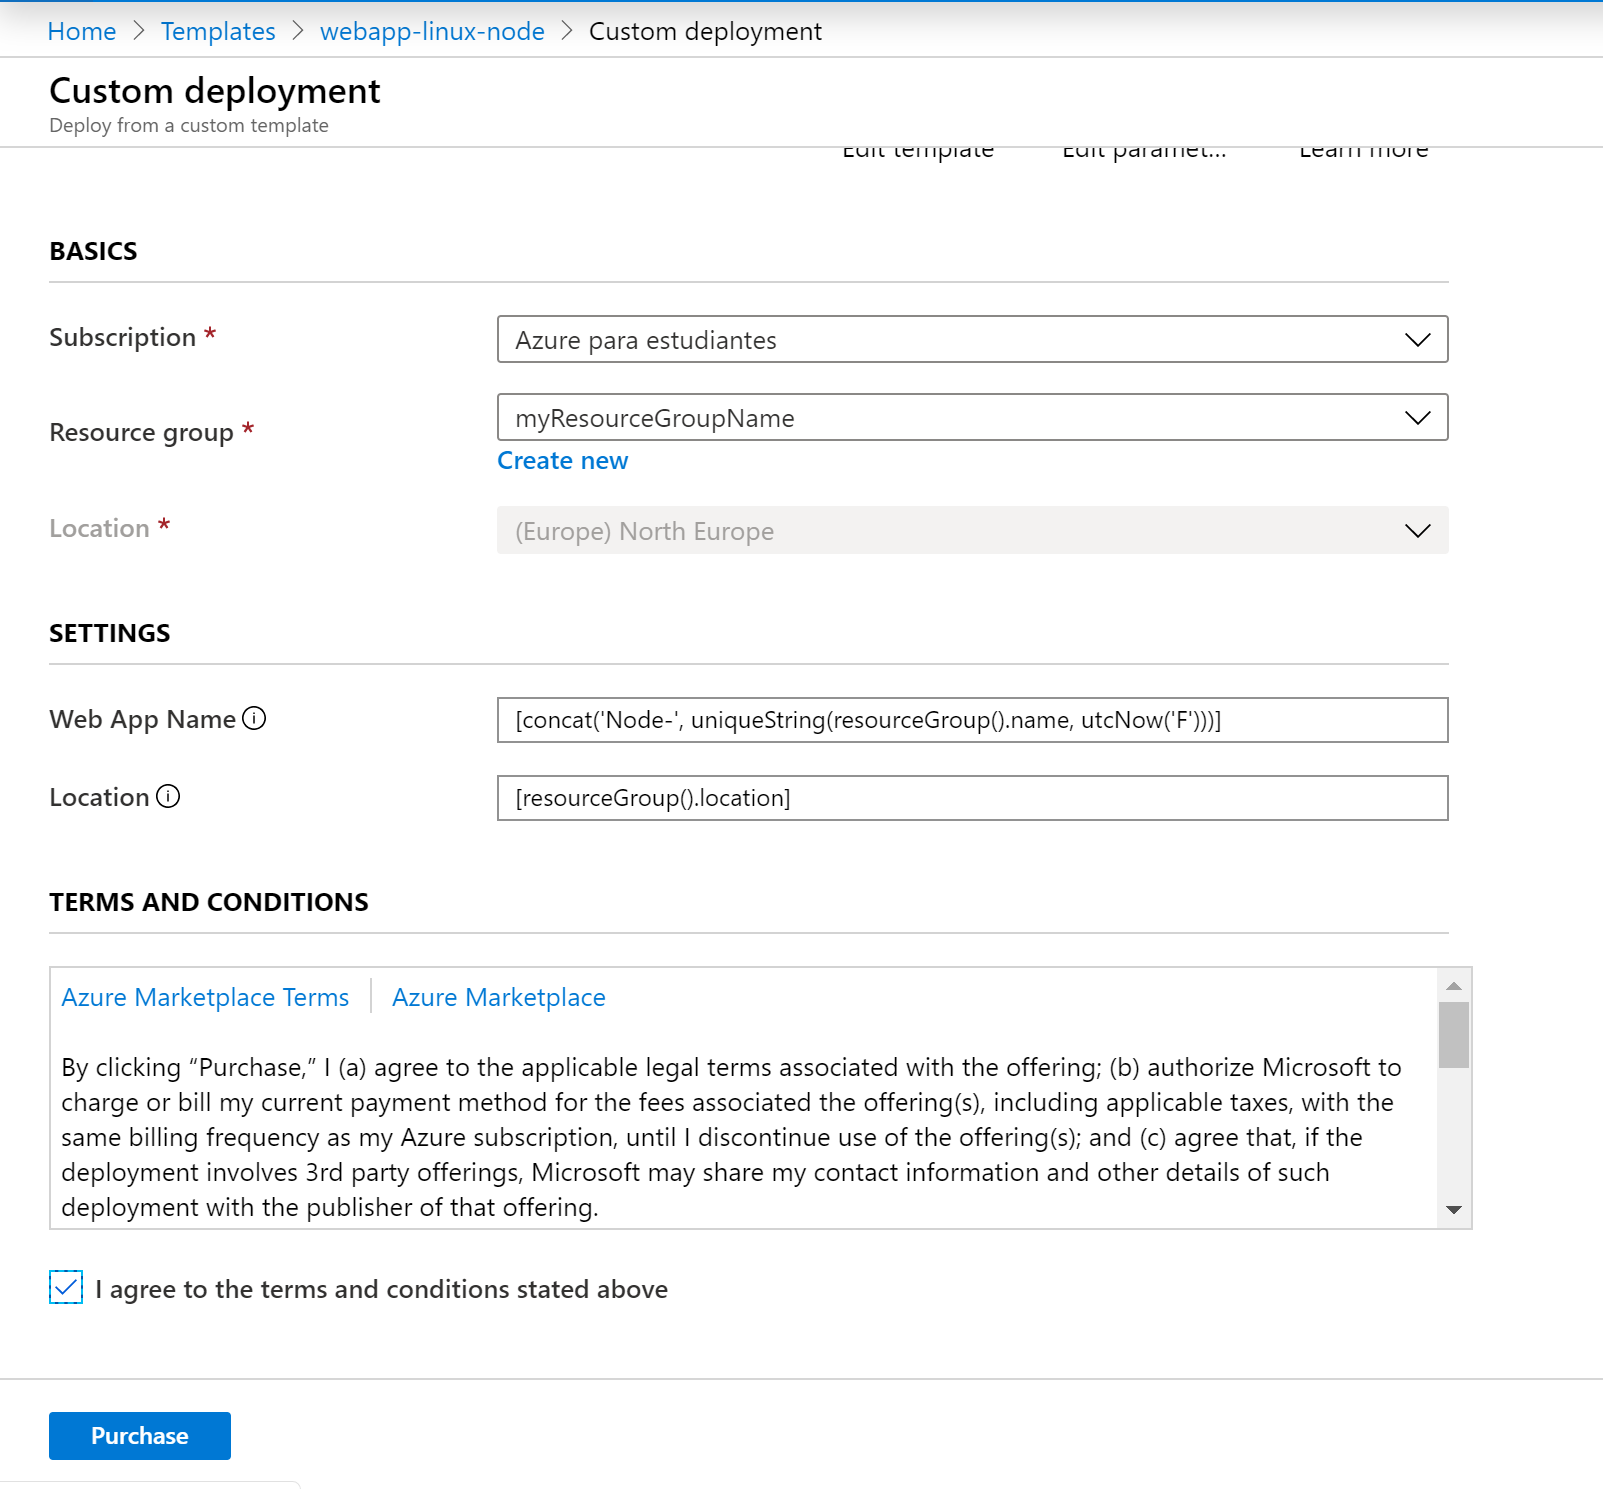 Home > Templates > webapp-linux-node > Custom deployment
Custom deployment
Deploy from a custom template
Edit template Edit paramet... Learn more
BASICS
Subscription * Azure para estudiantes
Resource group * myResourceGroupName
Create new
Location * (Europe) North Europe
SETTINGS
Web App Name [concat('Node-', uniqueString(resourceGroup().name, utcNow('F')))]
Location [resourceGroup().location]
TERMS AND CONDITIONS
Azure Marketplace Terms | Azure Marketplace
By clicking “Purchase,” I (a) agree to the applicable legal terms associated with the offering; (b) authorize Microsoft to
charge or bill my current payment method for the fees associated the offering(s), including applicable taxes, with the
same billing frequency as my Azure subscription, until I discontinue use of the offering(s); and (c) agree that, if the
deployment involves 3rd party offerings, Microsoft may share my contact information and other details of such
deployment with the publisher of that offering.
I agree to the terms and conditions stated above
Purchase